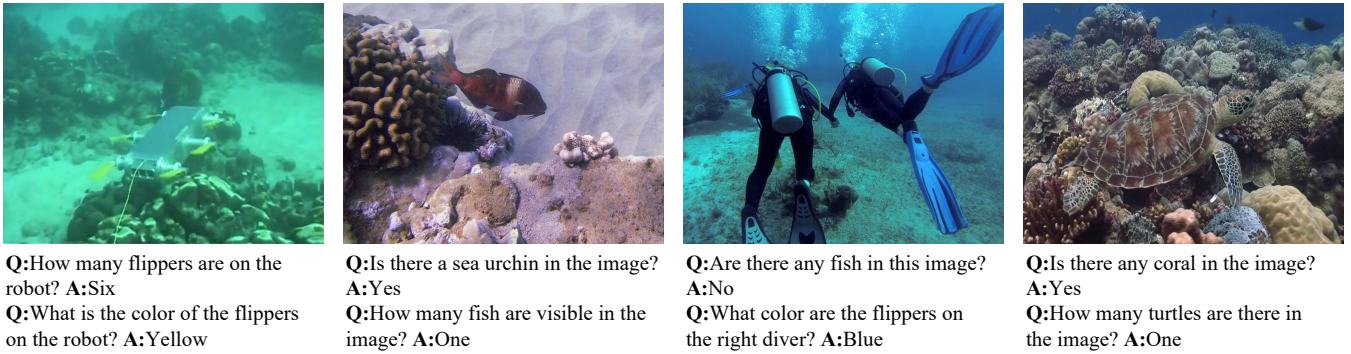 Q:How many flippers are on the
robot? A:Six
Q:What is the color of the flippers
on the robot? A:Yellow
Q:Is there a sea urchin in the image?
A:Yes
Q:How many fish are visible in the
image? A:One
Q:Are there any fish in this image?
A:No
Q:What color are the flippers on
the right diver? A:Blue
Q:Is there any coral in the image?
A:Yes
Q:How many turtles are there in
the image? A:One